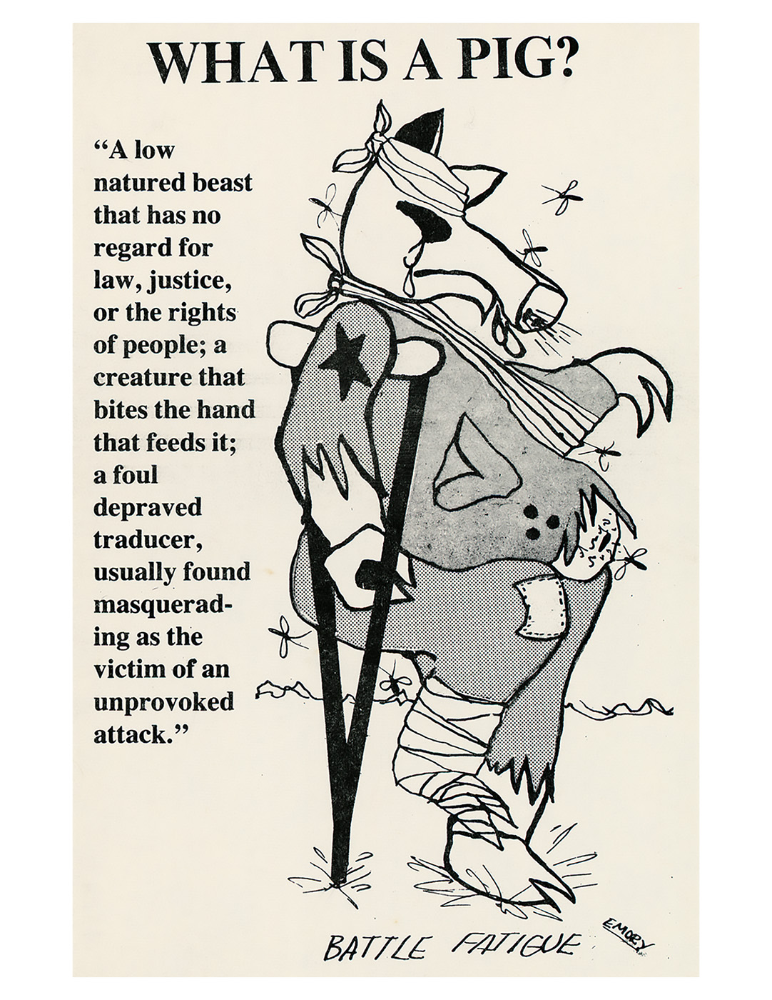 WHAT IS A PIG?
“A low
natured beast
that has no
regard for
law, justice,
or the rights
of people; a
creature that
bites the hand
that feeds it;
a foul
depraved
traducer,
usually found
masquerad-
ing as the
victim of an
unprovoked
attack.”
EMORY
BATTLE FATIGUE